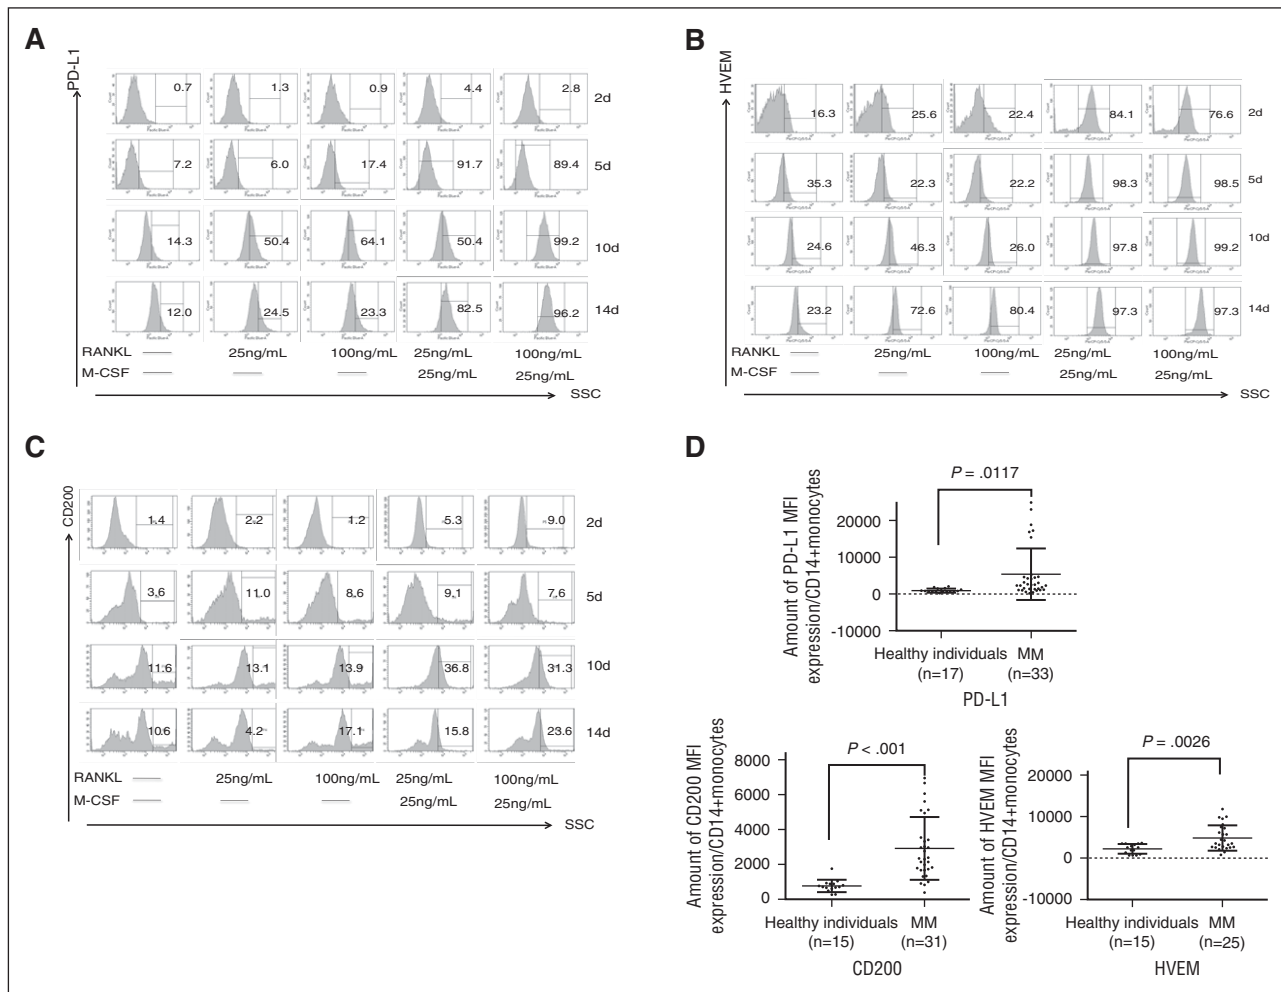 A
PD-L1
0.7 1.3 0.9 4.4 2.8 2d
7.2 6.0 17.4 91.7 89.4 5d
14.3 50.4 64.1 50.4 99.2 10d
12.0 24.5 23.3 82.5 96.2 14d
RANKL 25ng/mL 100ng/mL 25ng/mL 100ng/mL
M-CSF 25ng/mL 25ng/mL
SSC
B
HVEM
16.3 25.6 22.4 84.1 76.6 2d
35.3 22.3 22.2 98.3 98.5 5d
24.6 46.3 26.0 97.8 99.2 10d
23.2 72.6 80.4 97.3 97.3 14d
RANKL 25ng/mL 100ng/mL 25ng/mL 100ng/mL
M-CSF 25ng/mL 25ng/mL
SSC
C
CD200
1.4 2.2 1.2 5.3 9.0 2d
3.6 11.0 8.6 9.1 7.6 5d
11.6 13.1 13.9 36.8 31.3 10d
10.6 4.2 17.1 15.8 23.6 14d
RANKL 25ng/mL 100ng/mL 25ng/mL 100ng/mL
M-CSF 25ng/mL 25ng/mL
SSC
D
Amount of PD-L1 MFI
expression/CD14+monocytes
P = .0117
20000
10000
0
-10000
Healthy individuals MM
(n=17) (n=33)
PD-L1
Amount of CD200 MFI
expression/CD14+monocytes
P < .001
8000
6000
4000
2000
0
Healthy individuals MM
(n=15) (n=31)
CD200
Amount of HVEM MFI
expression/CD14+monocytes
P = .0026
20000
10000
0
-10000
Healthy individuals MM
(n=15) (n=25)
HVEM